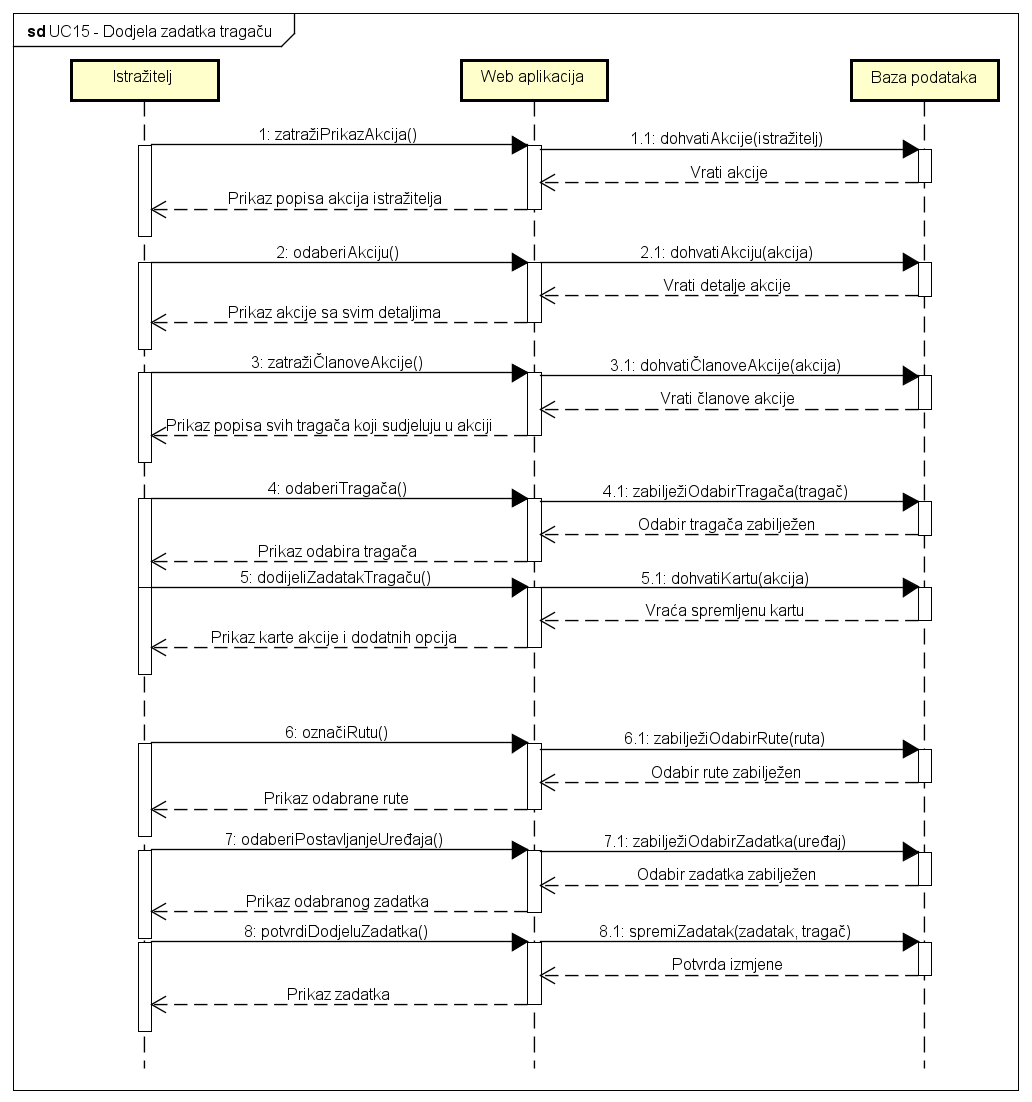 sd UC15 - Dodjela zadatka tragaču
Istražitelj
Web aplikacija
Baza podataka
1: zatražiPrikazAkcija()
1.1: dohvatiAkcije(istražitelj)
Vrati akcije
Prikaz popisa akcija istražitelja
2: odaberiAkciju()
2.1: dohvatiAkciju(akcija)
Vrati detalje akcije
Prikaz akcije sa svim detaljima
3: zatražiČlanoveAkcije()
3.1: dohvatiČlanoveAkcije(akcija)
Vrati članove akcije
Prikaz popisa svih tragača koji sudjeluju u akciji
4: odaberiTragača()
4.1: zabilježiOdabirTragača(tragač)
Odabir tragača zabilježen
Prikaz odabira tragača
5: dodijeliZadatakTragaču()
5.1: dohvatiKartu(akcija)
Vraća spremljenu kartu
Prikaz karte akcije i dodatnih opcija
6: označiRutu()
6.1: zabilježiOdabirRute(ruta)
Odabir rute zabilježen
Prikaz odabrane rute
7: odaberiPostavljanjeUređaja()
7.1: zabilježiOdabirZadatka(uređaj)
Odabir zadatka zabilježen
Prikaz odabranog zadatka
8: potvrdiDodjeluZadatka()
8.1: spremiZadatak(zadatak, tragač)
Potvrda izmjene
Prikaz zadatka